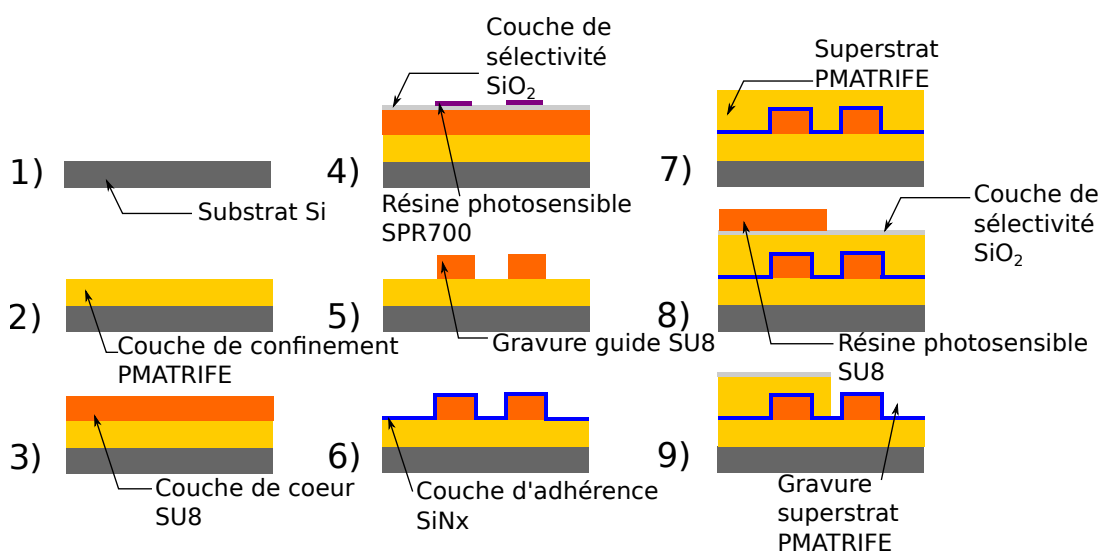 1)
Substrat Si
2)
Couche de confinement
PMATRIFE
3)
Couche de coeur
SU8
4)
Couche de
sélectivité
SiO₂
Résine photosensible
SPR700
5)
Gravure guide SU8
6)
Couche d'adhérence
SiNx
7)
Superstrat
PMATRIFE
8)
Couche de
sélectivité
SiO₂
Résine photosensible
SU8
9)
Gravure
superstrat
PMATRIFE